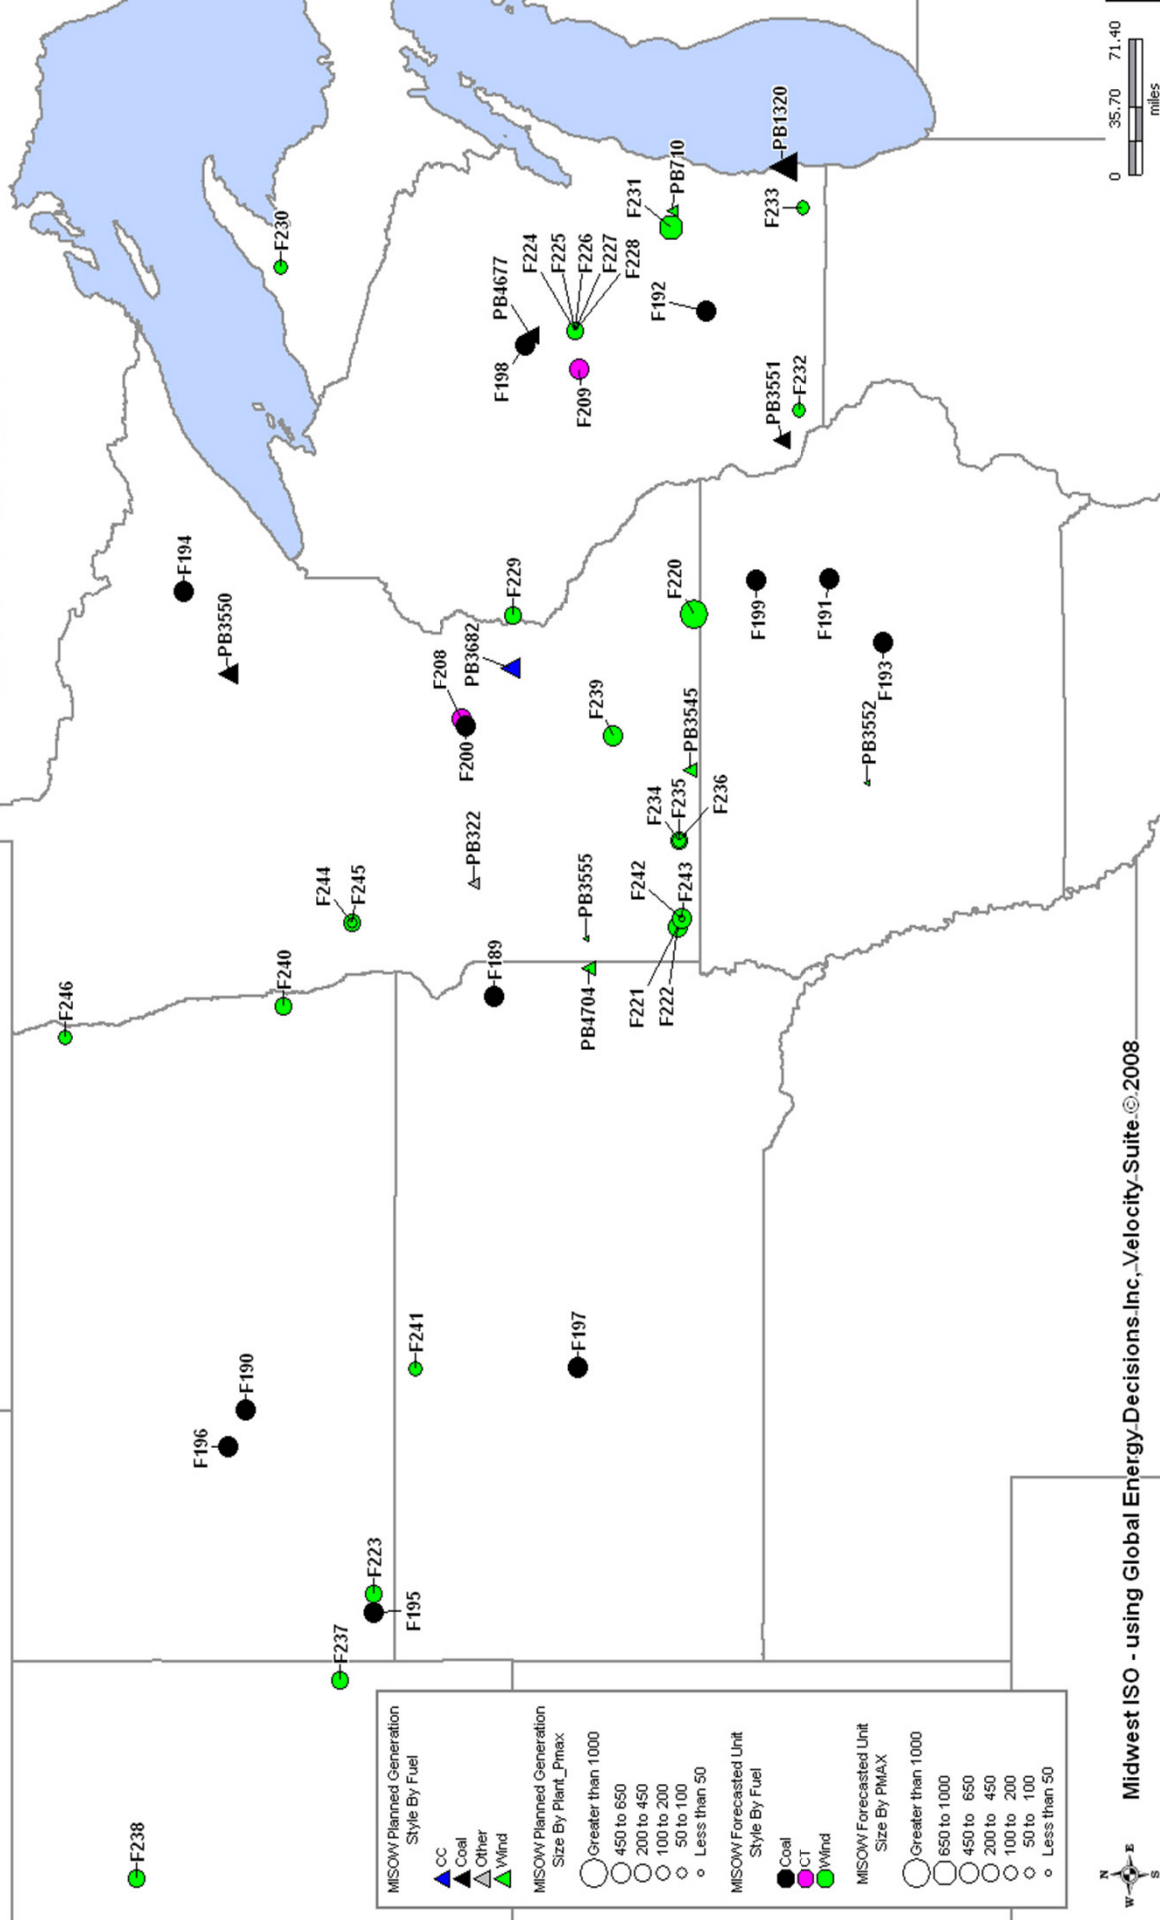 F238
F237
F195
F223
F196
F190
F241
F197
F246
F240
F244
F245
F189
PB322
PB4704
PB3555
F221
F222
F242
F243
F234
F235
F236
PB3545
F239
F220
F200
F208
PB3682
F229
PB3550
F194
F230
F198
PB4677
F209
F224
F225
F226
F227
F228
F192
F231
PB710
PB3551
F232
F233
PB1320
F199
F191
F193
PB3552
MISOW Planned Generation
Style By Fuel
CC
Coal
Other
Wind
MISOW Planned Generation
Size By Plant_Pmax
Greater than 1000
450 to 650
200 to 450
100 to 200
50 to 100
Less than 50
MISOW Forecasted Unit
Style By Fuel
Coal
CT
Wind
MISOW Forecasted Unit
Size By PMAX
Greater than 1000
650 to 1000
450 to 650
200 to 450
100 to 200
50 to 100
Less than 50
N
W
E
S
Midwest ISO - using Global Energy Decisions Inc, Velocity Suite © 2008
0 35.70 71.40
miles